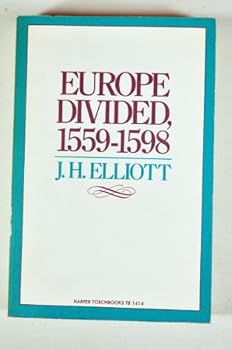 EUROPE
DIVIDED,
1559-1598
J. H. ELLIOTT
HARPER TORCHBOOKS TB 1414